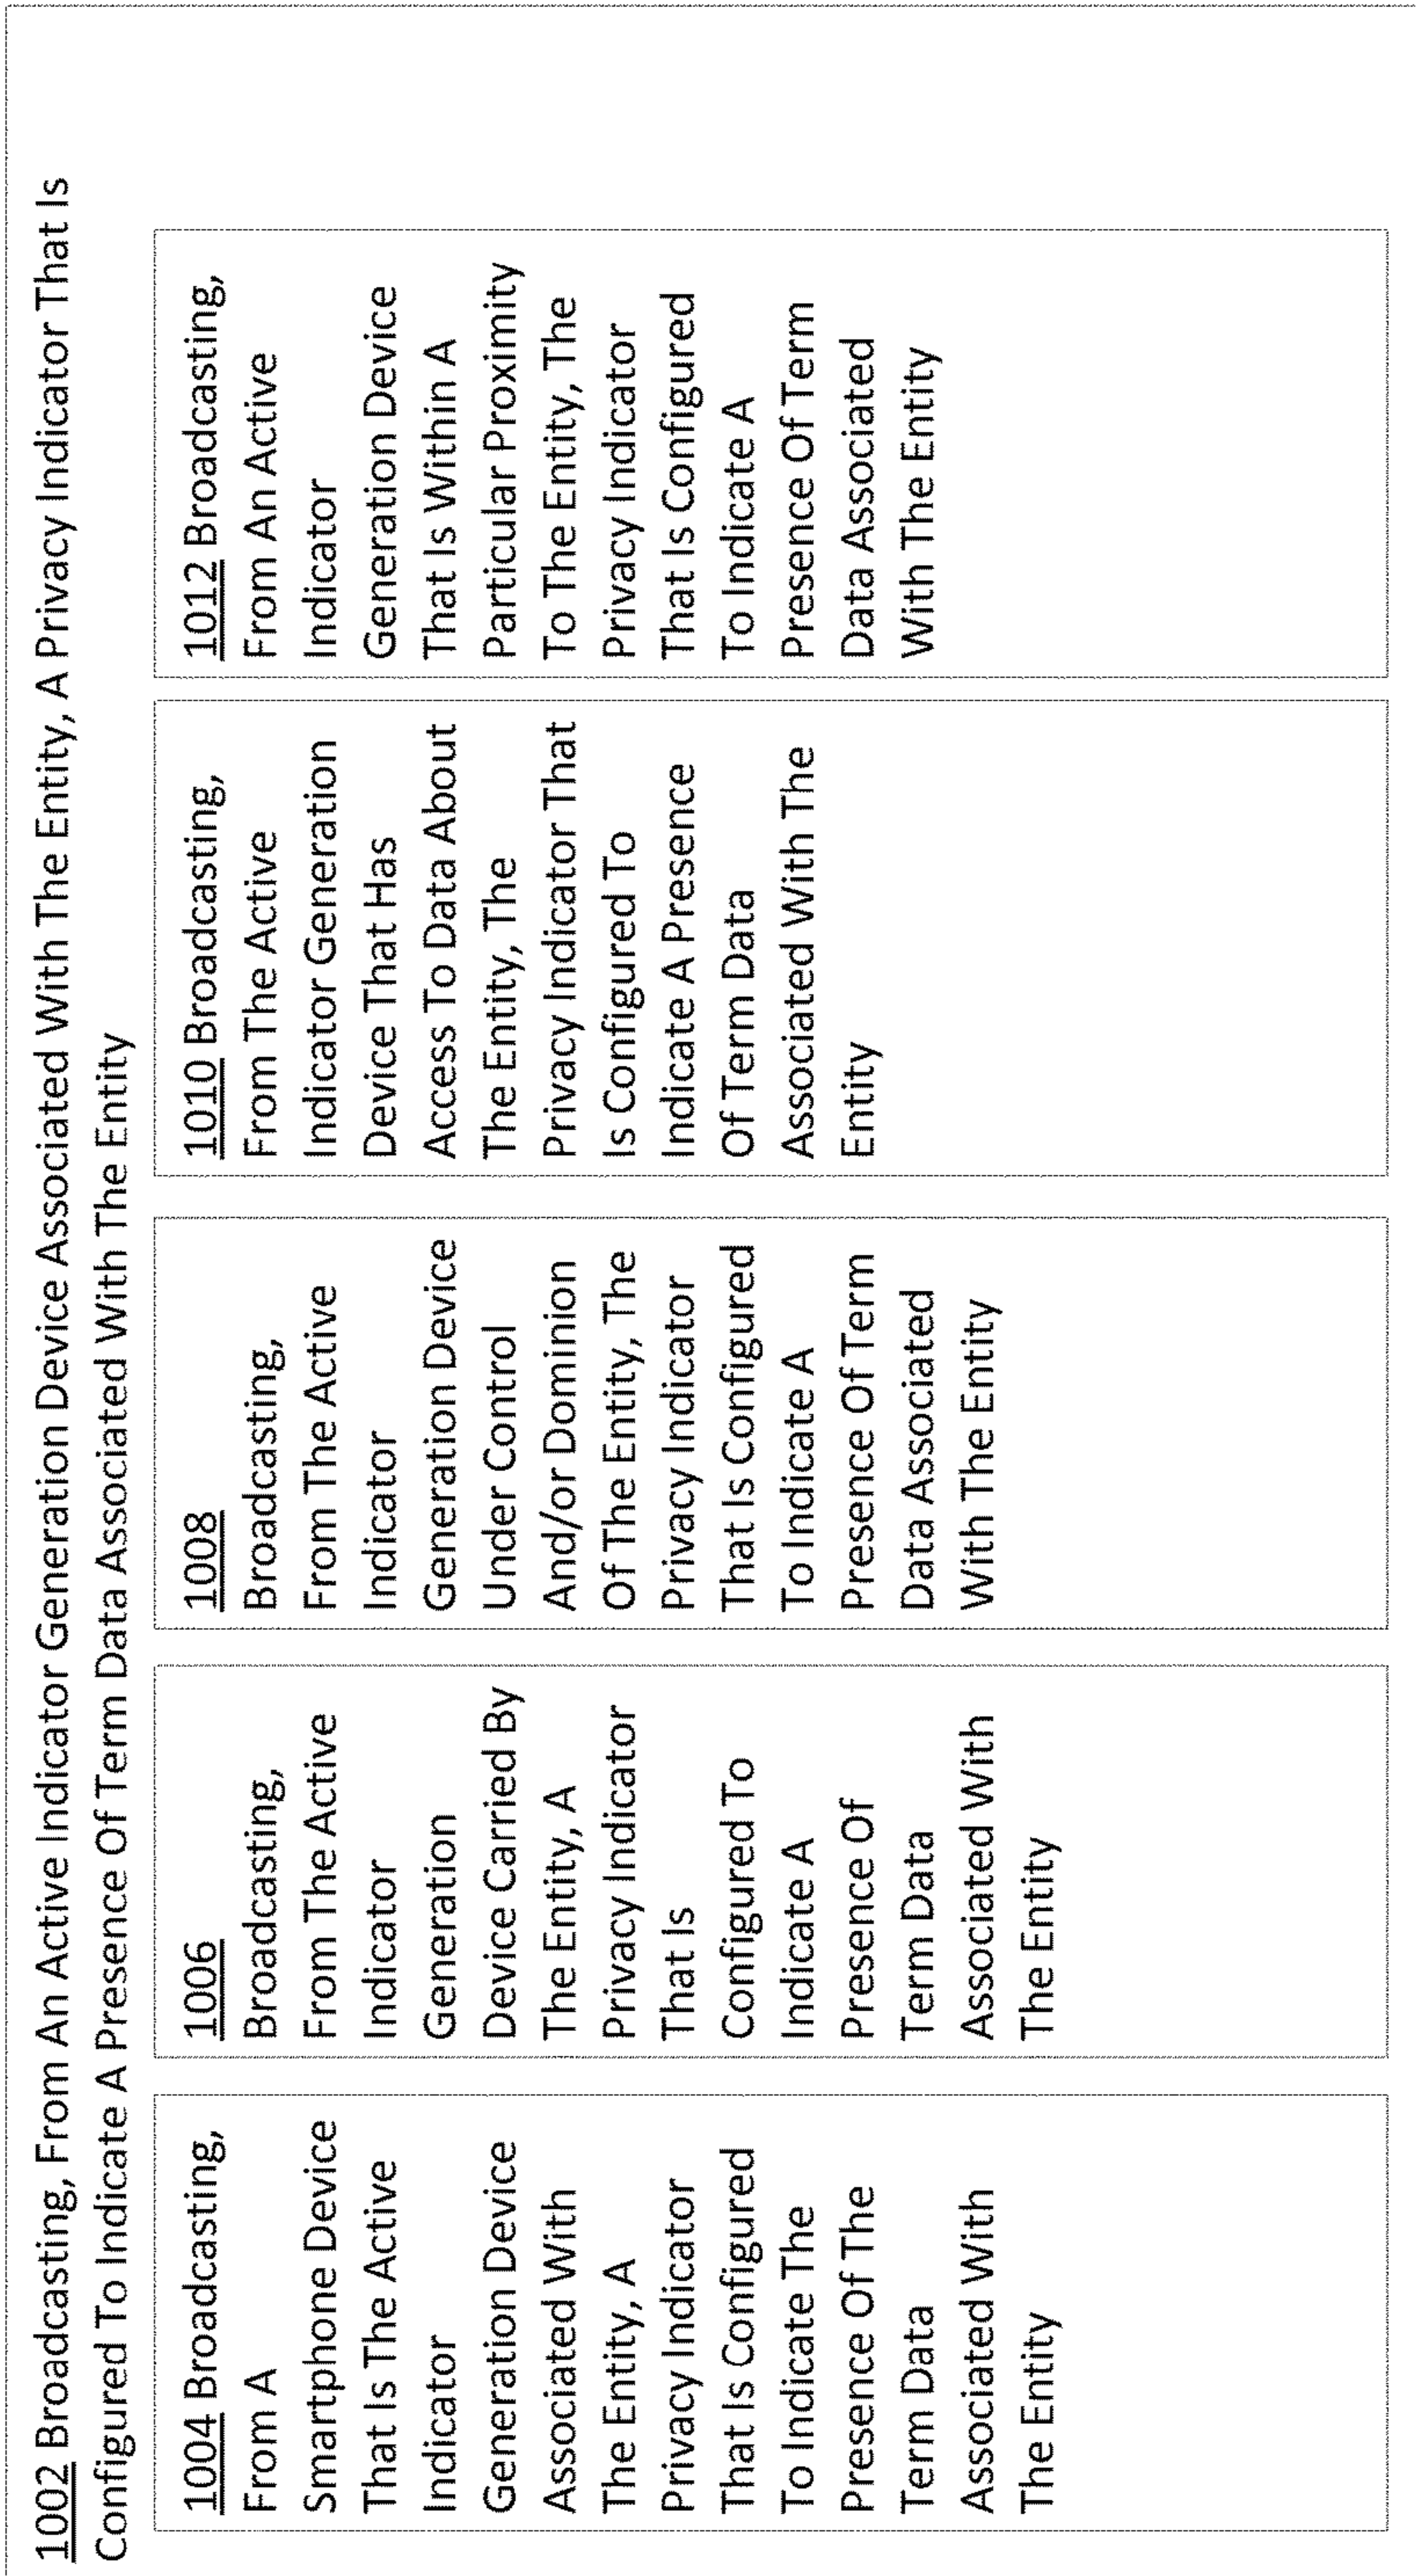 1002 Broadcasting, From An Active Indicator Generation Device Associated With The Entity, A Privacy Indicator That Is
Configured To Indicate A Presence Of Term Data Associated With The Entity
1004 Broadcasting,
From A
Smartphone Device
That Is The Active
Indicator
Generation Device
Associated With
The Entity, A
Privacy Indicator
That Is Configured
To Indicate The
Presence Of The
Term Data
Associated With
The Entity
1006
Broadcasting,
From The Active
Indicator
Generation
Device Carried By
The Entity, A
Privacy Indicator
That Is
Configured To
Indicate A
Presence Of
Term Data
Associated With
The Entity
1008
Broadcasting,
From The Active
Indicator
Generation Device
Under Control
And/or Dominion
Of The Entity, The
Privacy Indicator
That Is Configured
To Indicate A
Presence Of Term
Data Associated
With The Entity
1010 Broadcasting,
From The Active
Indicator Generation
Device That Has
Access To Data About
The Entity, The
Privacy Indicator That
Is Configured To
Indicate A Presence
Of Term Data
Associated With The
Entity
1012 Broadcasting,
From An Active
Indicator
Generation Device
That Is Within A
Particular Proximity
To The Entity, The
Privacy Indicator
That Is Configured
To Indicate A
Presence Of Term
Data Associated
With The Entity